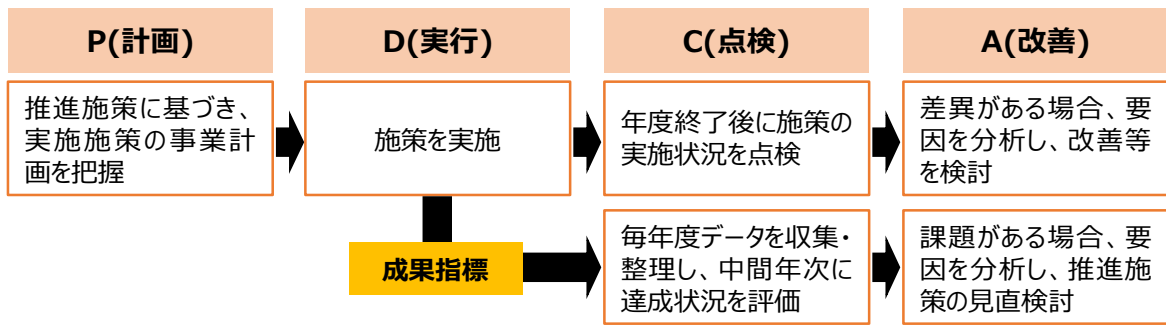 P(計画)
D(実行)
C(点検)
A(改善)
推進施策に基づき、
実施施策の事業計
画を把握
施策を実施
年度終了後に施策の
実施状況を点検
差異がある場合、要
因を分析し、改善等
を検討
成果指標
毎年度データを収集・
整理し、中間年次に
達成状況を評価
課題がある場合、要
因を分析し、推進施
策の見直検討